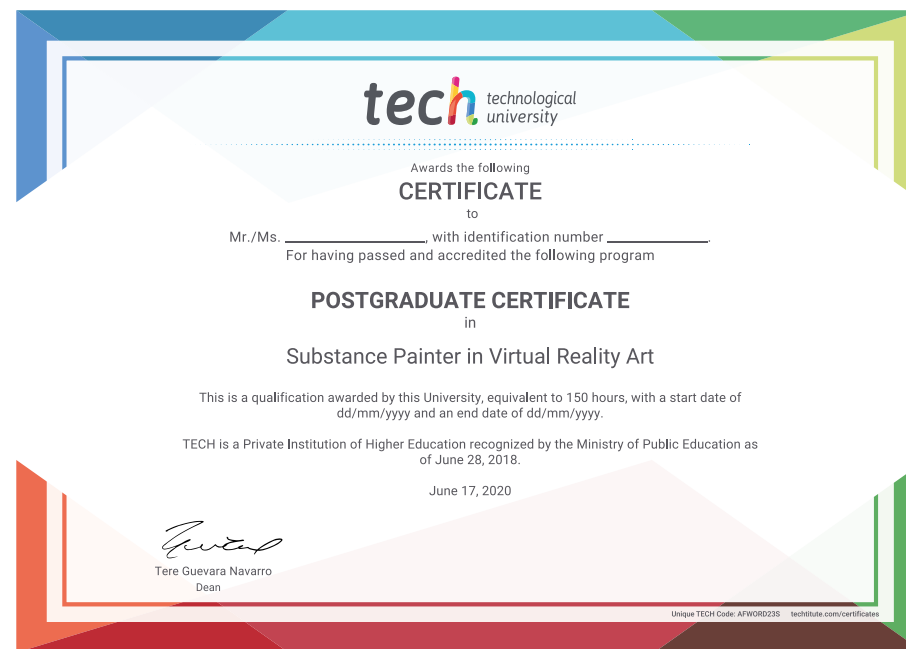 tech technological
university
Awards the following
CERTIFICATE
to
Mr./Ms. ____________________, with identification number ______________.
For having passed and accredited the following program
POSTGRADUATE CERTIFICATE
in
Substance Painter in Virtual Reality Art
This is a qualification awarded by this University, equivalent to 150 hours, with a start date of
dd/mm/yyyy and an end date of dd/mm/yyyy.
TECH is a Private Institution of Higher Education recognized by the Ministry of Public Education as
of June 28, 2018.
June 17, 2020
Tere Guevara Navarro
Dean
Unique TECH Code: AFWORD23S techtitute.com/certificates